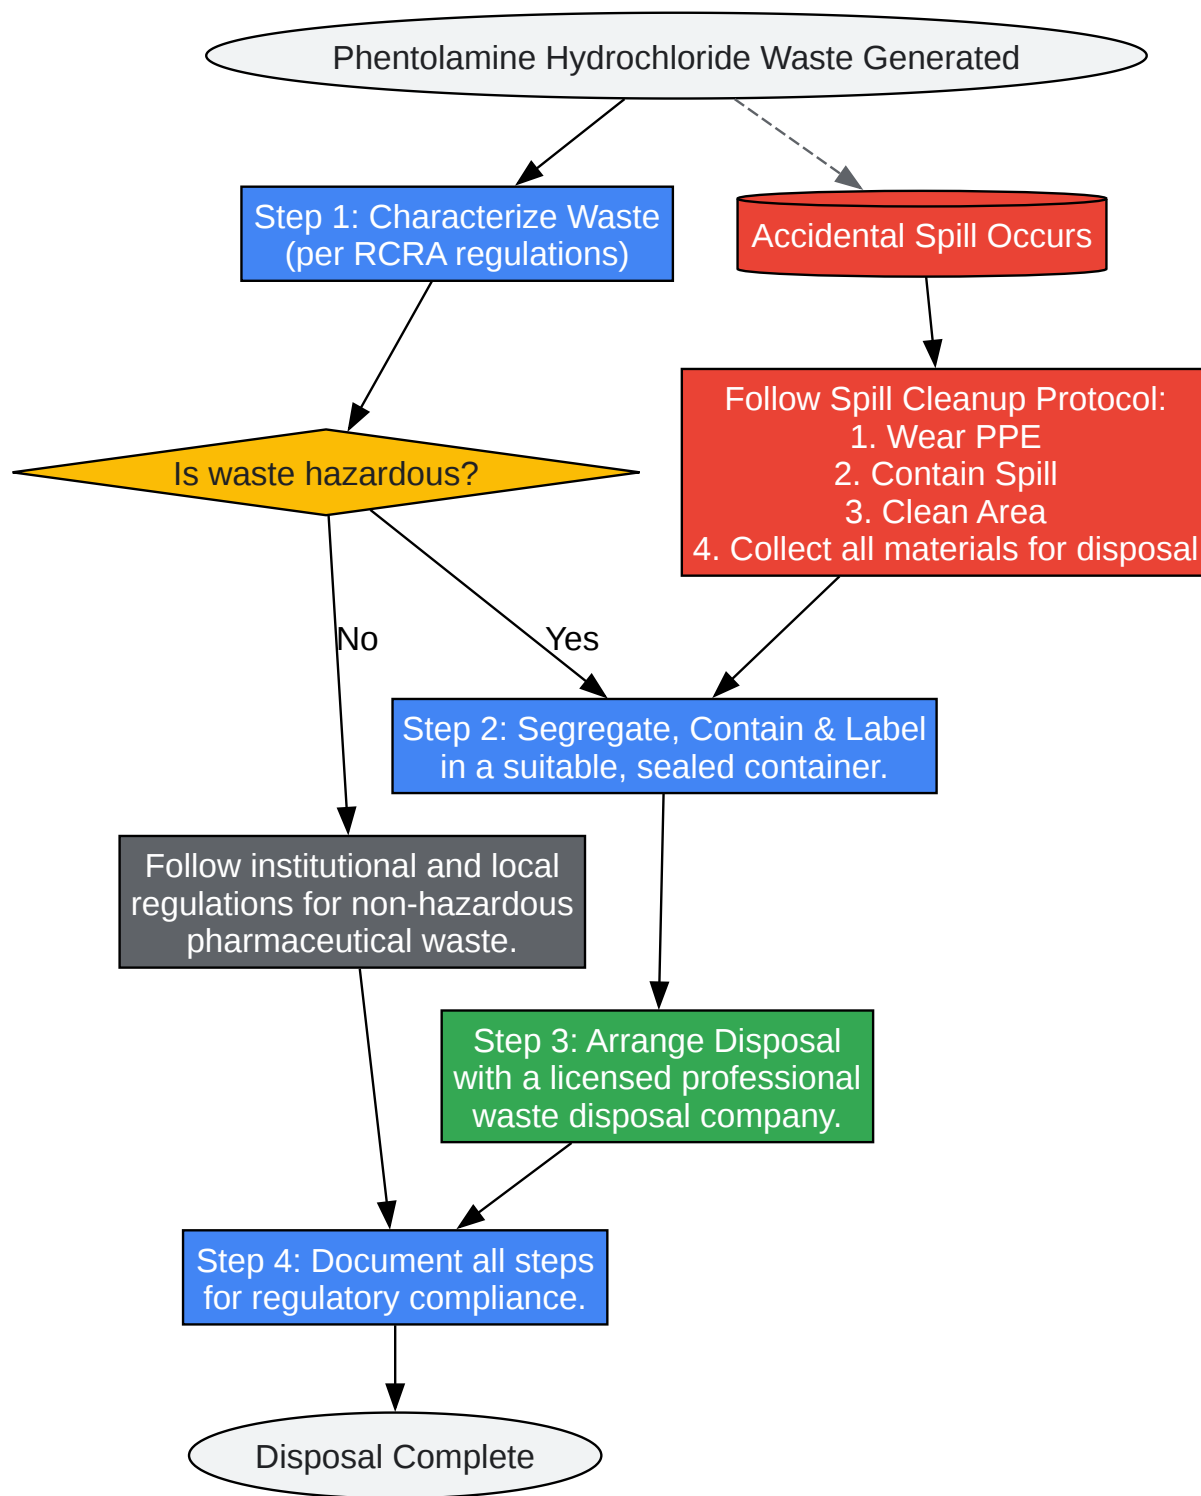 Phentolamine Hydrochloride Waste Generated
Step 1: Characterize Waste
(per RCRA regulations)
Accidental Spill Occurs
Follow Spill Cleanup Protocol:
1. Wear PPE
2. Contain Spill
3. Clean Area
4. Collect all materials for disposal
Is waste hazardous?
No
Yes
Step 2: Segregate, Contain & Label
in a suitable, sealed container.
Follow institutional and local
regulations for non-hazardous
pharmaceutical waste.
Step 3: Arrange Disposal
with a licensed professional
waste disposal company.
Step 4: Document all steps
for regulatory compliance.
Disposal Complete